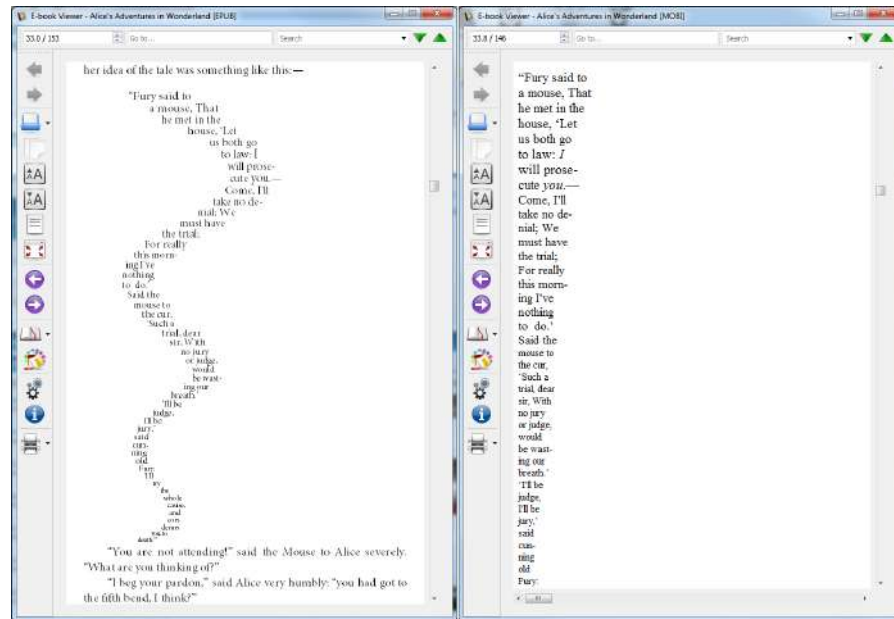 E-book Viewer - Alice's Adventures in Wonderland [EPUB]
33.0 / 153
Go to...
Search
her idea of the tale was something like this:—
"Fury said to
a mouse, That
he met in the
house, 'Let
us both go
to law: I
will prose-
cute you.—
Come, I'll
take no de-
nial; We
must have
the trial;
For really
this morn-
ing I've
nothing
to do.'
Said the
mouse to
the cur,
'Such a
trial, dear
sir, With
no jury
or judge,
would
be wast-
ing our
breath.'
'I'll be
judge,
I'll be
jury,'
said
cun-
ning
old
Fury:
'I'll
try
the
whole
cause,
and
con-
demn
you to
death'."
"You are not attending!" said the Mouse to Alice severely.
"What are you thinking of?"
"I beg your pardon," said Alice very humbly: "you had got to
the fifth bend, I think?"
E-book Viewer - Alice's Adventures in Wonderland [MOBI]
33.8 / 146
Go to...
Search
“Fury said to
a mouse, That
he met in the
house, ‘Let
us both go
to law: I
will prose-
cute you.—
Come, I’ll
take no de-
nial; We
must have
the trial;
For really
this morn-
ing I’ve
nothing
to do.’
Said the
mouse to
the cur,
‘Such a
trial, dear
sir, With
no jury
or judge,
would
be wast-
ing our
breath.’
‘I’ll be
judge,
I’ll be
jury,’
said
cun-
ning
old
Fury: